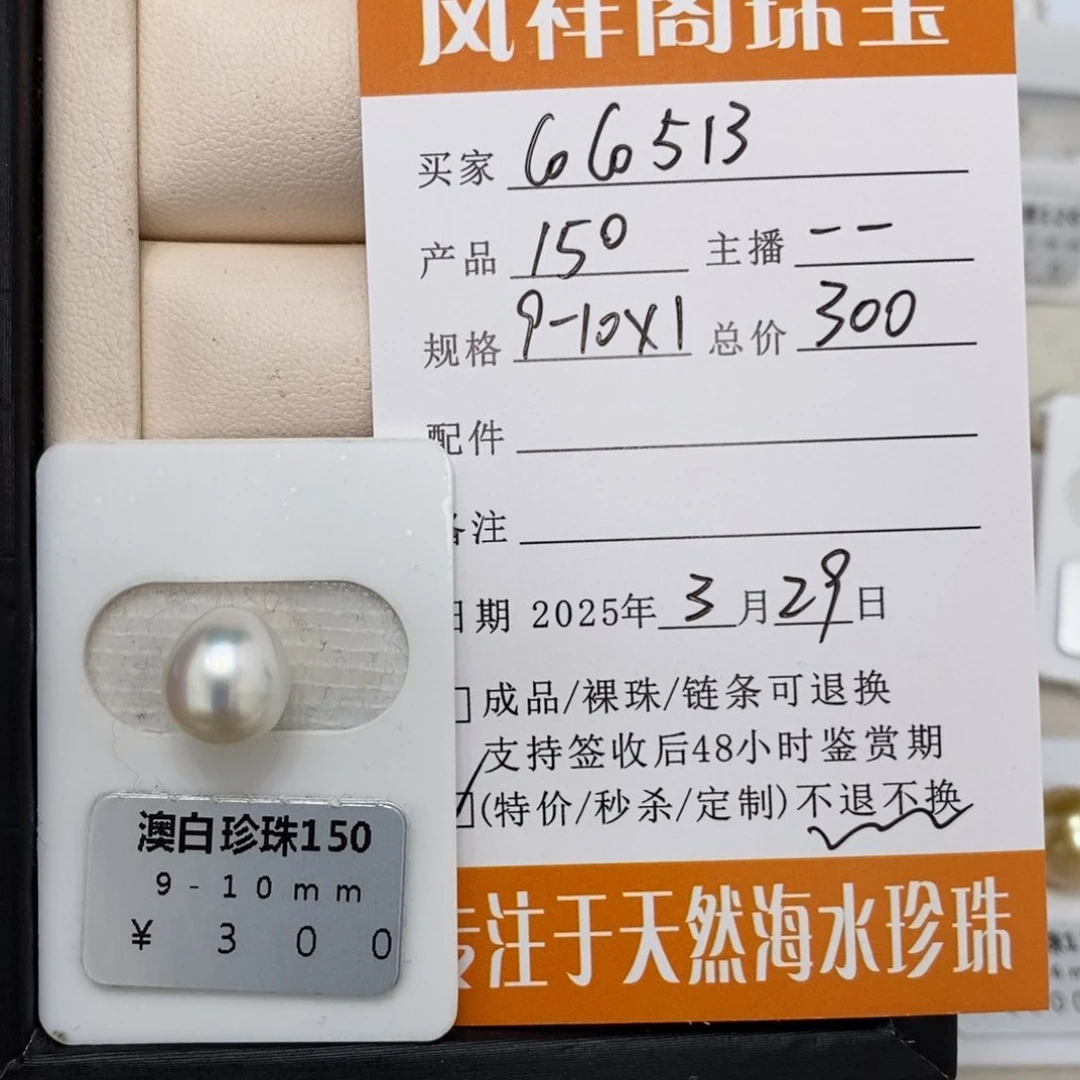 凤祥阁珠宝
买家 66513
产品 150 主播 --
规格 9-10X1 总价 300
配件
备注
日期 2025年 3 月 29 日
成品/裸珠/链条可退换
支持签收后48小时鉴赏期
(特价/秒杀/定制)不退不换
专注于天然海水珍珠
澳白珍珠150
9-10mm
¥ 300